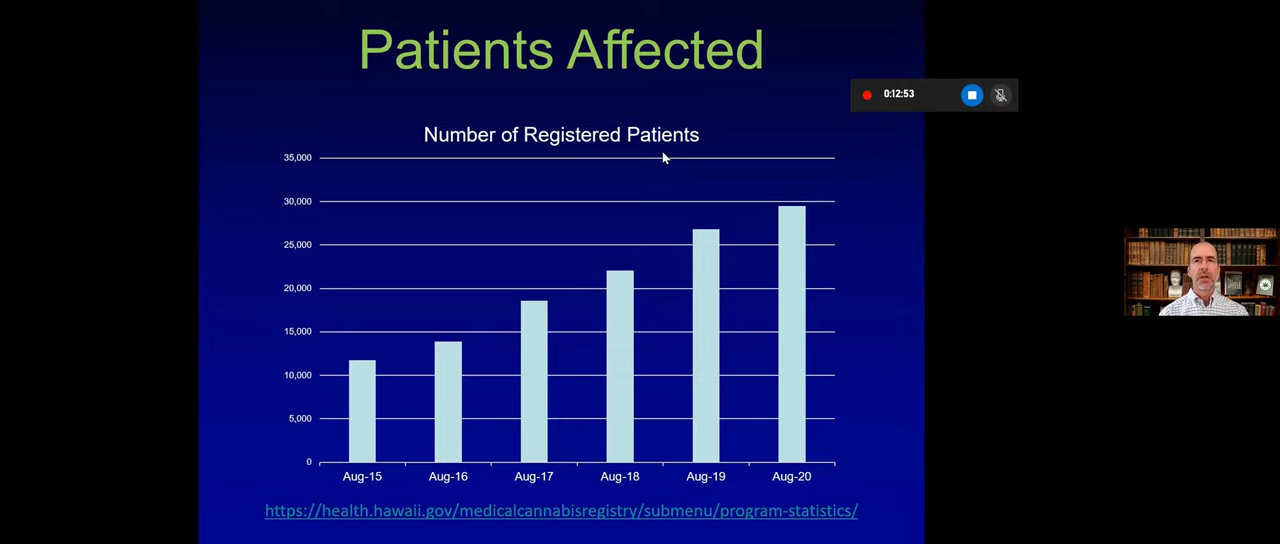 Patients Affected
0:12:53
Number of Registered Patients
35,000
30,000
25,000
20,000
15,000
10,000
5,000
0
Aug-15 Aug-16 Aug-17 Aug-18 Aug-19 Aug-20
https://health.hawaii.gov/medicalcannabisregistry/submenu/program-statistics/